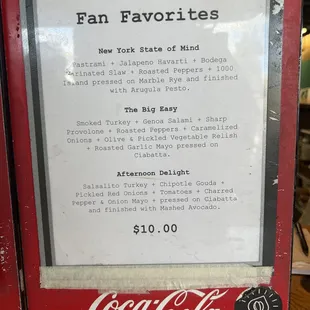 Fan Favorites
New York State of Mind
Pastrami + Jalapeno Havarti + Bodega
Marinated Slaw + Roasted Peppers + 1000
Island pressed on Marble Rye and finished
with Arugula Pesto.
The Big Easy
Smoked Turkey + Genoa Salami + Sharp
Provolone + Roasted Peppers + Caramelized
Onions + Olive & Pickled Vegetable Relish
+ Roasted Garlic Mayo pressed on
Ciabatta.
Afternoon Delight
Salsalito Turkey + Chipotle Gouda +
Pickled Red Onions + Tomatoes + Charred
Pepper & Onion Mayo + pressed on Ciabatta
and finished with Mashed Avocado.
$10.00
Coca-Cola